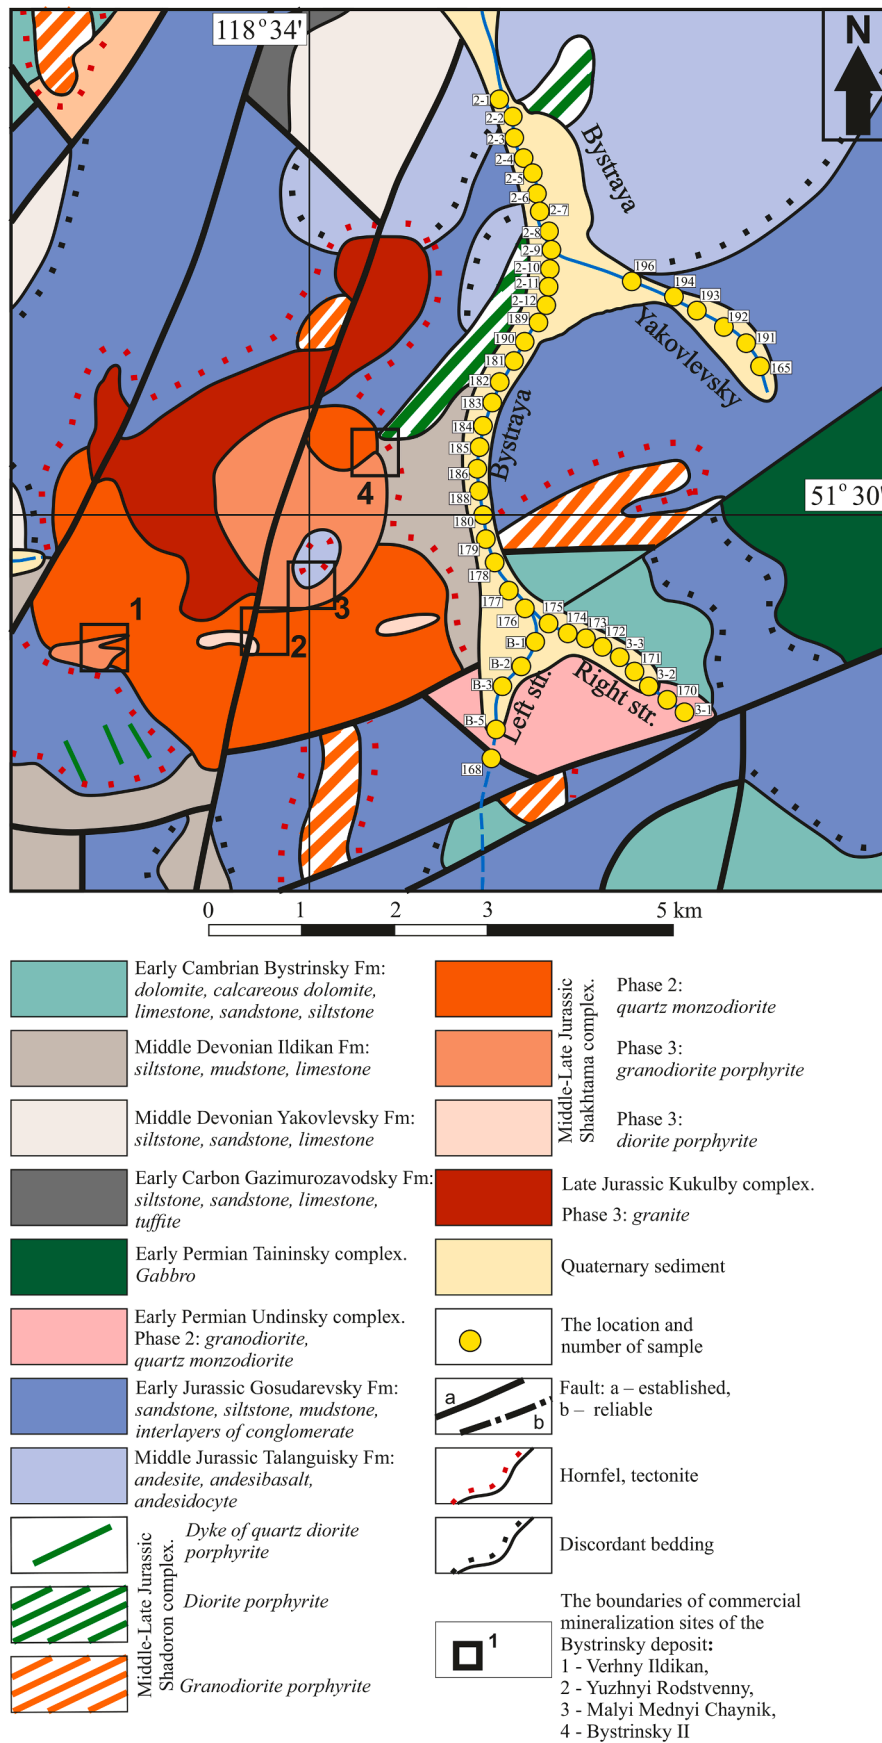 118° 34'
N
2-1
2-2
2-3
2-4
2-5
2-6
2-7
2-8
2-9
2-10
2-11
2-12
189
190
181
182
183
184
185
186
188
180
179
178
177
176
175
174
173
172
3-3
171
3-2
170
3-1
B-1
B-2
B-3
B-5
168
196
194
193
192
191
165
Bystraya
Yakovlevsky
Bystraya
Left str.
Right str.
51° 30'
1
2
3
4
0 1 2 3 5 km
Early Cambrian Bystrinsky Fm:
dolomite, calcareous dolomite,
limestone, sandstone, siltstone
Middle Devonian Ildikan Fm:
siltstone, mudstone, limestone
Middle Devonian Yakovlevsky Fm:
siltstone, sandstone, limestone
Early Carbon Gazimurozavodsky Fm:
siltstone, sandstone, limestone,
tuffite
Early Permian Taininsky complex.
Gabbro
Early Permian Undinsky complex.
Phase 2: granodiorite,
quartz monzodiorite
Early Jurassic Gosudarevsky Fm:
sandstone, siltstone, mudstone,
interlayers of conglomerate
Middle Jurassic Talanguisky Fm:
andesite, andesibasalt,
andesidocyte
Middle-Late Jurassic
Shadoron complex.
Dyke of quartz diorite
porphyrite
Diorite porphyrite
Granodiorite porphyrite
Middle-Late Jurassic
Shakhtama complex.
Phase 2:
quartz monzodiorite
Phase 3:
granodiorite porphyrite
Phase 3:
diorite porphyrite
Late Jurassic Kukulby complex.
Phase 3: granite
Quaternary sediment
The location and
number of sample
a
b
Fault: a – established,
b – reliable
Hornfel, tectonite
Discordant bedding
1
The boundaries of commercial
mineralization sites of the
Bystrinsky deposit:
1 - Verhny Ildikan,
2 - Yuzhnyi Rodstvenny,
3 - Malyi Mednyi Chaynik,
4 - Bystrinsky II